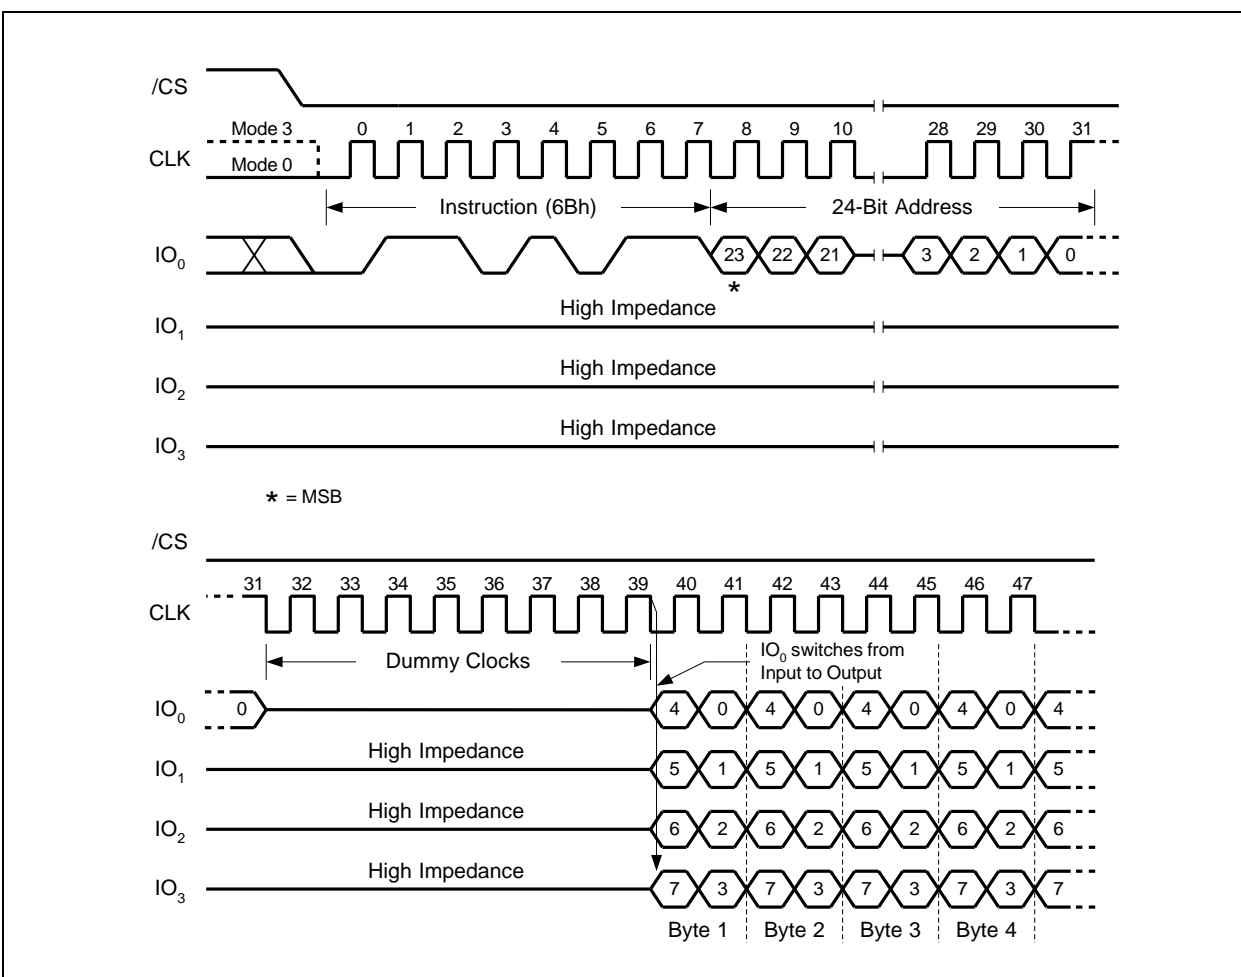 /CS
Mode 3 0 1 2 3 4 5 6 7 8 9 10 28 29 30 31
CLK
Mode 0
Instruction (6Bh) 24-Bit Address
IO0 23 22 21 3 2 1 0
*
High Impedance
IO1
High Impedance
IO2
High Impedance
IO3
* = MSB
/CS
31 32 33 34 35 36 37 38 39 40 41 42 43 44 45 46 47
CLK
Dummy Clocks
IO0 switches from
Input to Output
IO0 0 4 0 4 0 4 0 4 0 4
High Impedance
IO1 5 1 5 1 5 1 5 1 5
High Impedance
IO2 6 2 6 2 6 2 6 2 6
High Impedance
IO3 7 3 7 3 7 3 7 3 7
Byte 1 Byte 2 Byte 3 Byte 4